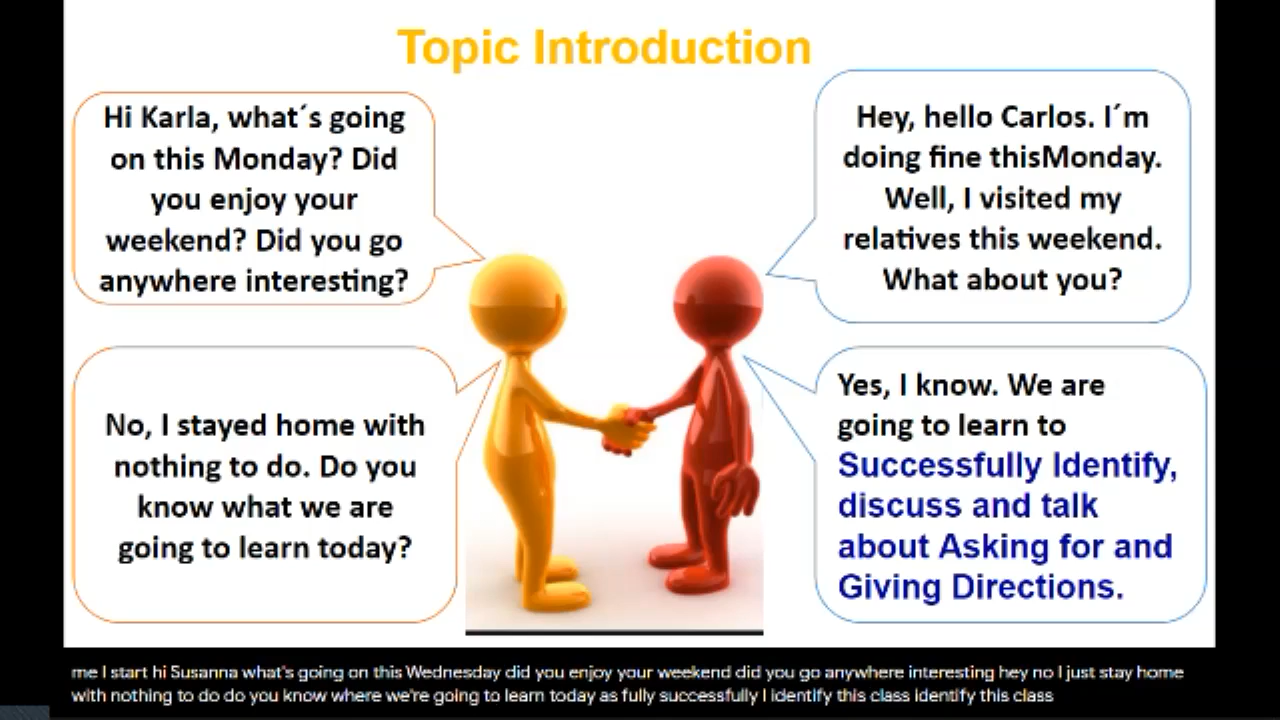 Topic Introduction
Hi Karla, what´s going
on this Monday? Did
you enjoy your
weekend? Did you go
anywhere interesting?
Hey, hello Carlos. I´m
doing fine thisMonday.
Well, I visited my
relatives this weekend.
What about you?
No, I stayed home with
nothing to do. Do you
know what we are
going to learn today?
Yes, I know. We are
going to learn to
Successfully Identify,
discuss and talk
about Asking for and
Giving Directions.
me I start hi Susanna what's going on this Wednesday did you enjoy your weekend did you go anywhere interesting hey no I just stay home
with nothing to do do you know where we're going to learn today as fully successfully I identify this class identify this class